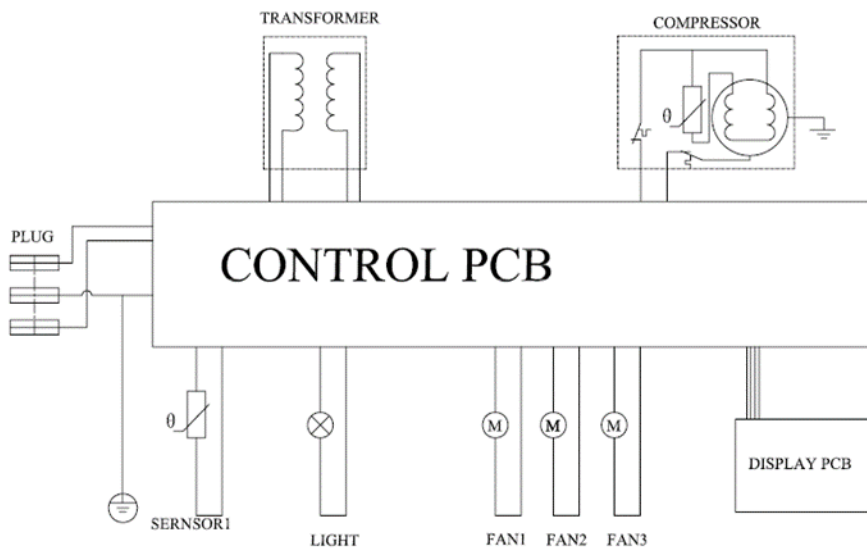 TRANSFORMER
COMPRESSOR
θ
PLUG
CONTROL PCB
θ
M
M
M
DISPLAY PCB
SERNSOR1
LIGHT
FAN1
FAN2
FAN3